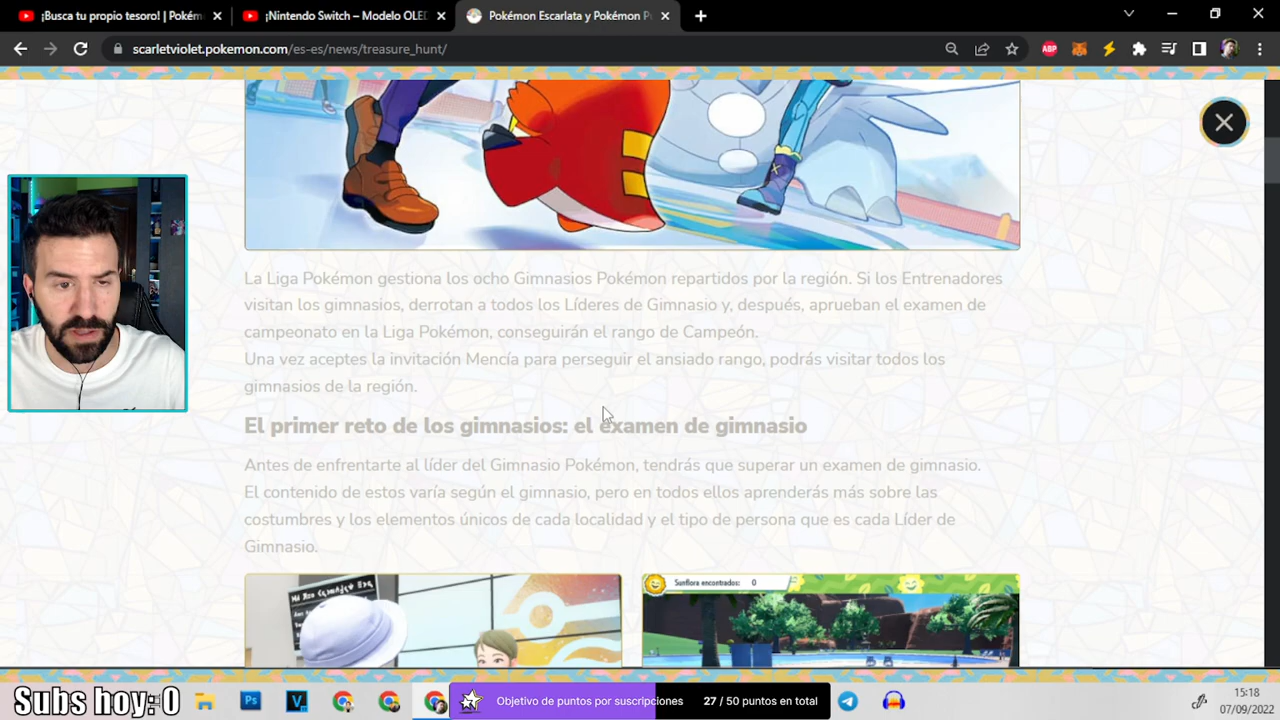 ¡Busca tu propio tesoro! | Pokém
¡Nintendo Switch – Modelo OLED
Pokémon Escarlata y Pokémon P
scarletviolet.pokemon.com/es-es/news/treasure_hunt/
ABP
La Liga Pokémon gestiona los ocho Gimnasios Pokémon repartidos por la región. Si los Entrenadores
visitan los gimnasios, derrotan a todos los Líderes de Gimnasio y, después, aprueban el examen de
campeonato en la Liga Pokémon, conseguirán el rango de Campeón.
Una vez aceptes la invitación Mencía para perseguir el ansiado rango, podrás visitar todos los
gimnasios de la región.
El primer reto de los gimnasios: el examen de gimnasio
Antes de enfrentarte al líder del Gimnasio Pokémon, tendrás que superar un examen de gimnasio.
El contenido de estos varía según el gimnasio, pero en todos ellos aprenderás más sobre las
costumbres y los elementos únicos de cada localidad y el tipo de persona que es cada Líder de
Gimnasio.
Sunflora encontrados: 0
Subs hoy: 0
Ps
V
Objetivo de puntos por suscripciones
27 / 50 puntos en total
15:18
07/09/2022